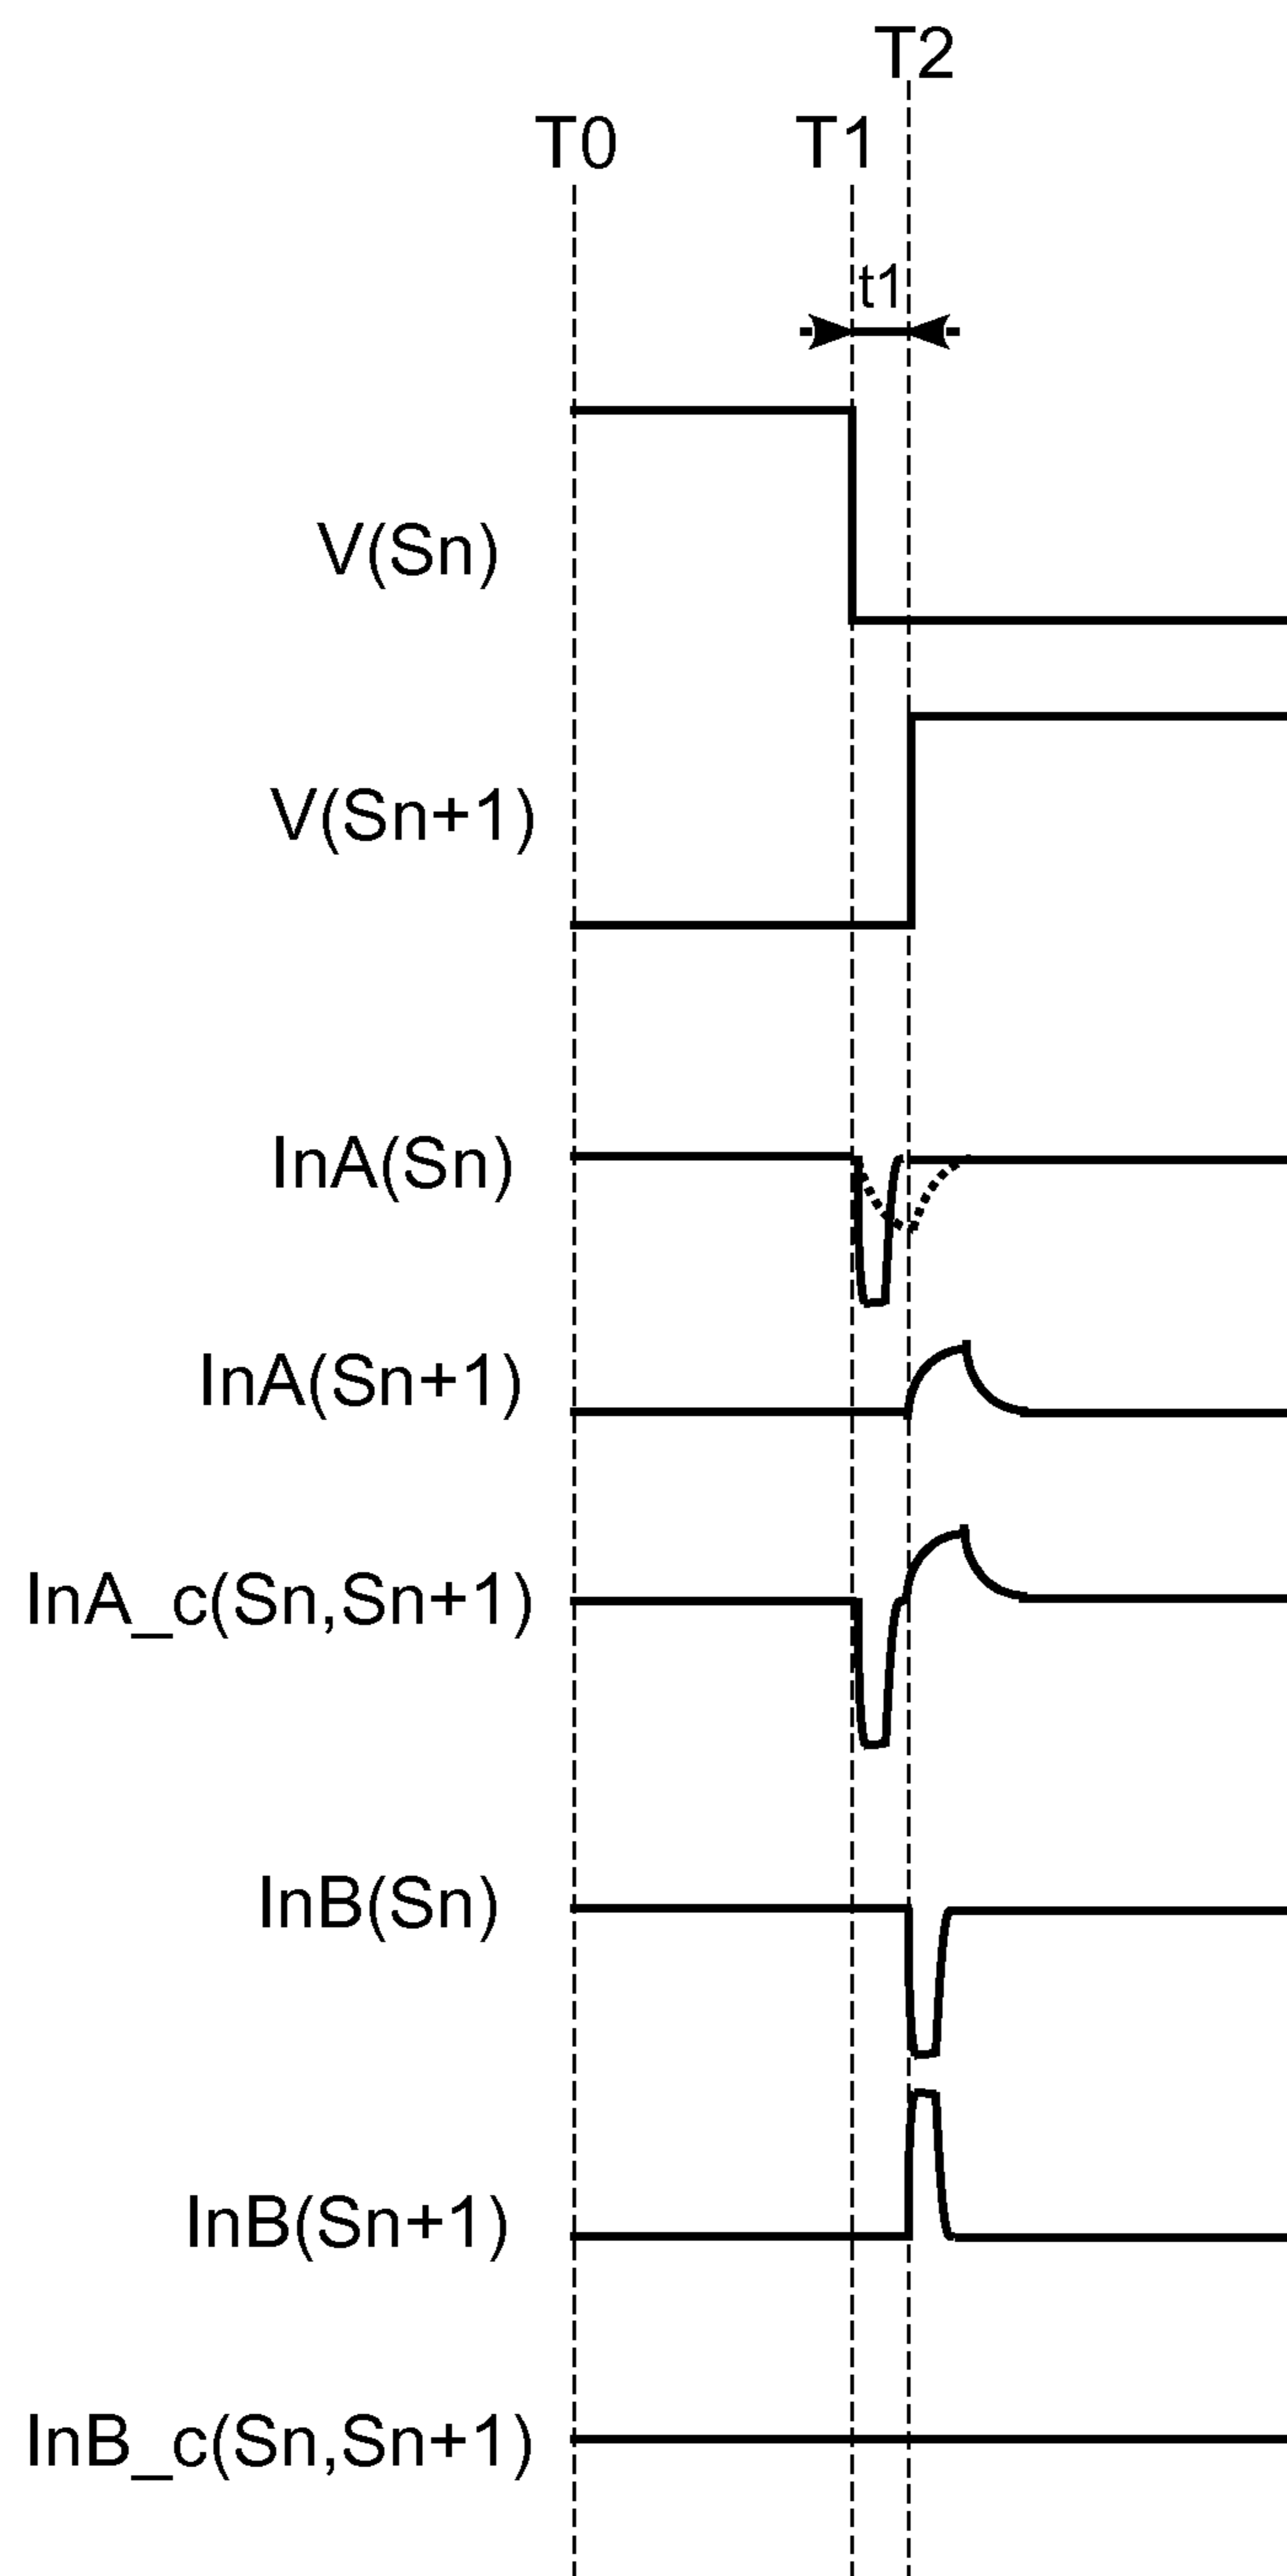 T2
T0 T1
t1
V(Sn)
V(Sn+1)
InA(Sn)
InA(Sn+1)
InA_c(Sn,Sn+1)
InB(Sn)
InB(Sn+1)
InB_c(Sn,Sn+1)